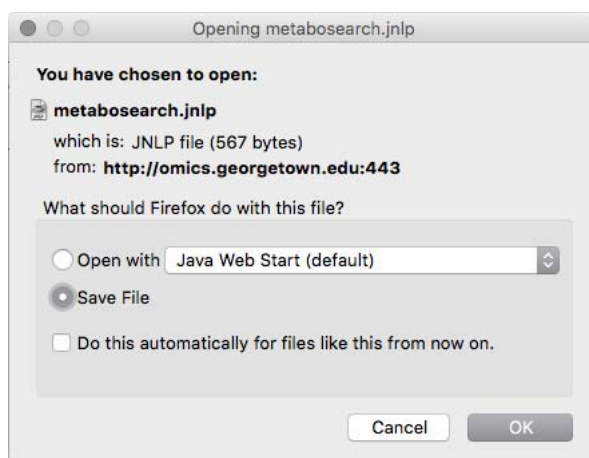 Opening metabosearch.jnlp
You have chosen to open:
metabosearch.jnlp
which is: JNLP file (567 bytes)
from: http://omics.georgetown.edu:443
What should Firefox do with this file?
Open with Java Web Start (default)
Save File
Do this automatically for files like this from now on.
Cancel OK